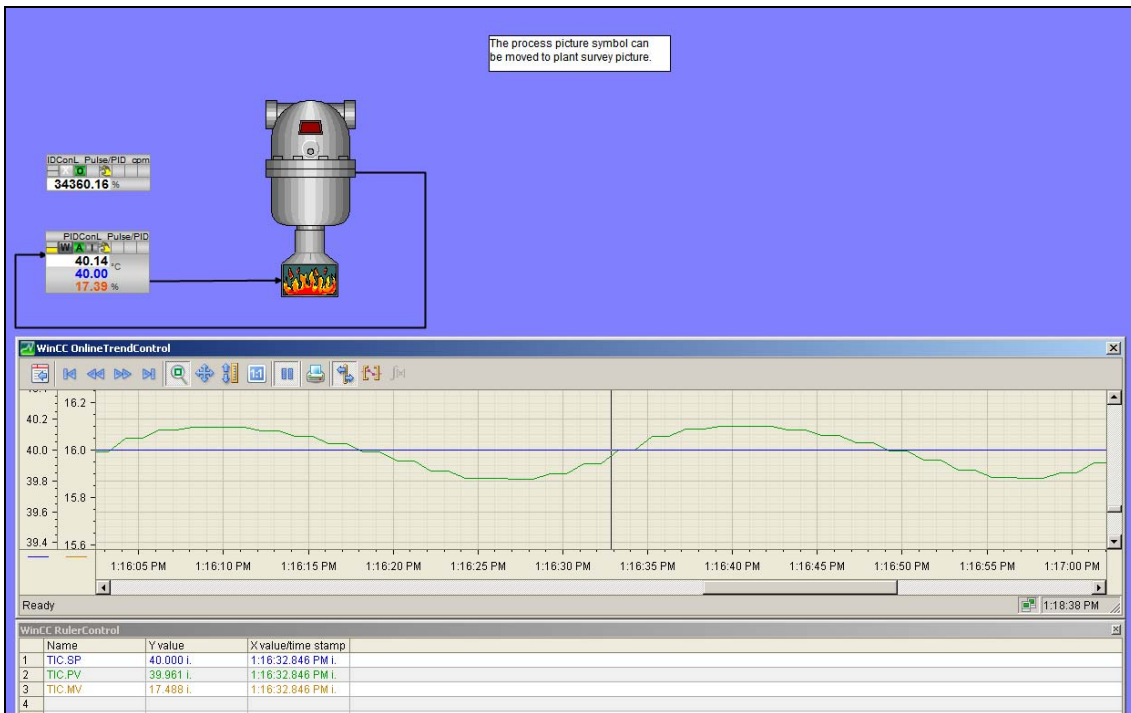 The process picture symbol can
be moved to plant survey picture.
IDConL_Pulse/PID_opm
X O
34360.16 %
PIDConL_Pulse/PID
W A I
40.14
°C
40.00
17.39 %
WinCC OnlineTrendControl
1:1
f(x)
16.2
40.2
40.0 16.0
39.8
15.8
39.6
39.4 15.6
1:16:05 PM 1:16:10 PM 1:16:15 PM 1:16:20 PM 1:16:25 PM 1:16:30 PM 1:16:35 PM 1:16:40 PM 1:16:45 PM 1:16:50 PM 1:16:55 PM 1:17:00 PM
Ready 1:18:38 PM
WinCC RulerControl
Name Y value X value/time stamp
1 TIC.SP 40.000 i. 1:16:32.846 PM i.
2 TIC.PV 39.961 i. 1:16:32.846 PM i.
3 TIC.MV 17.488 i. 1:16:32.846 PM i.
4